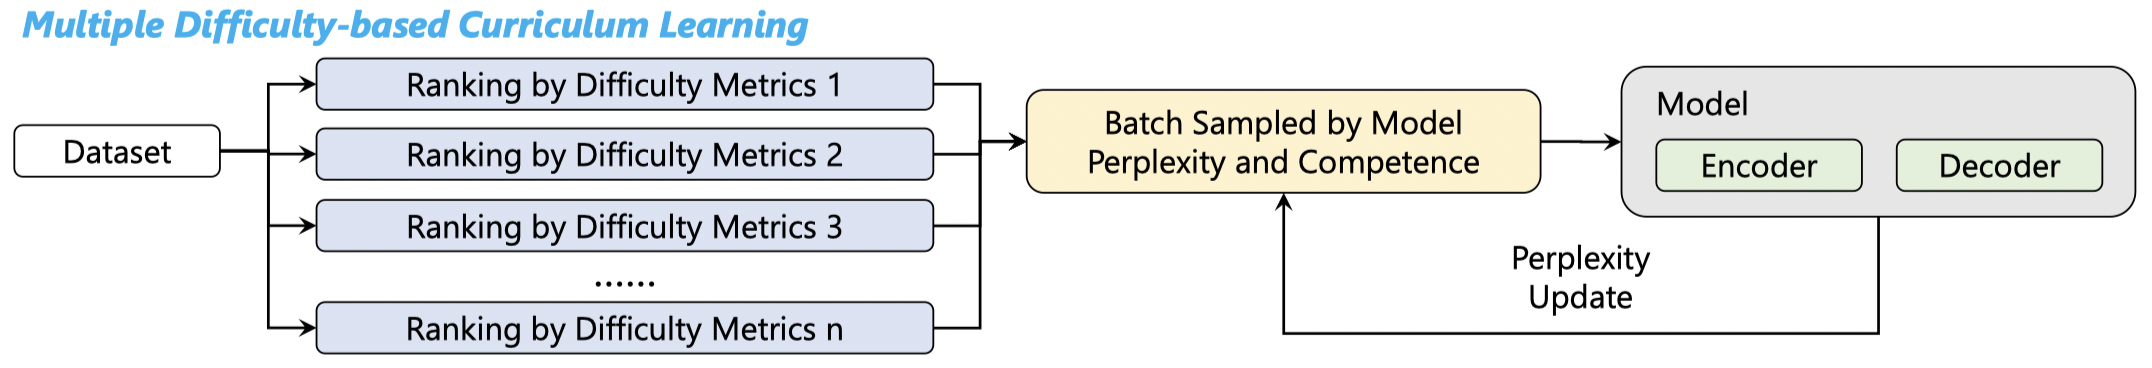 Multiple Difficulty-based Curriculum Learning
Dataset
Ranking by Difficulty Metrics 1
Ranking by Difficulty Metrics 2
Ranking by Difficulty Metrics 3
......
Ranking by Difficulty Metrics n
Batch Sampled by Model
Perplexity and Competence
Model
Encoder
Decoder
Perplexity
Update